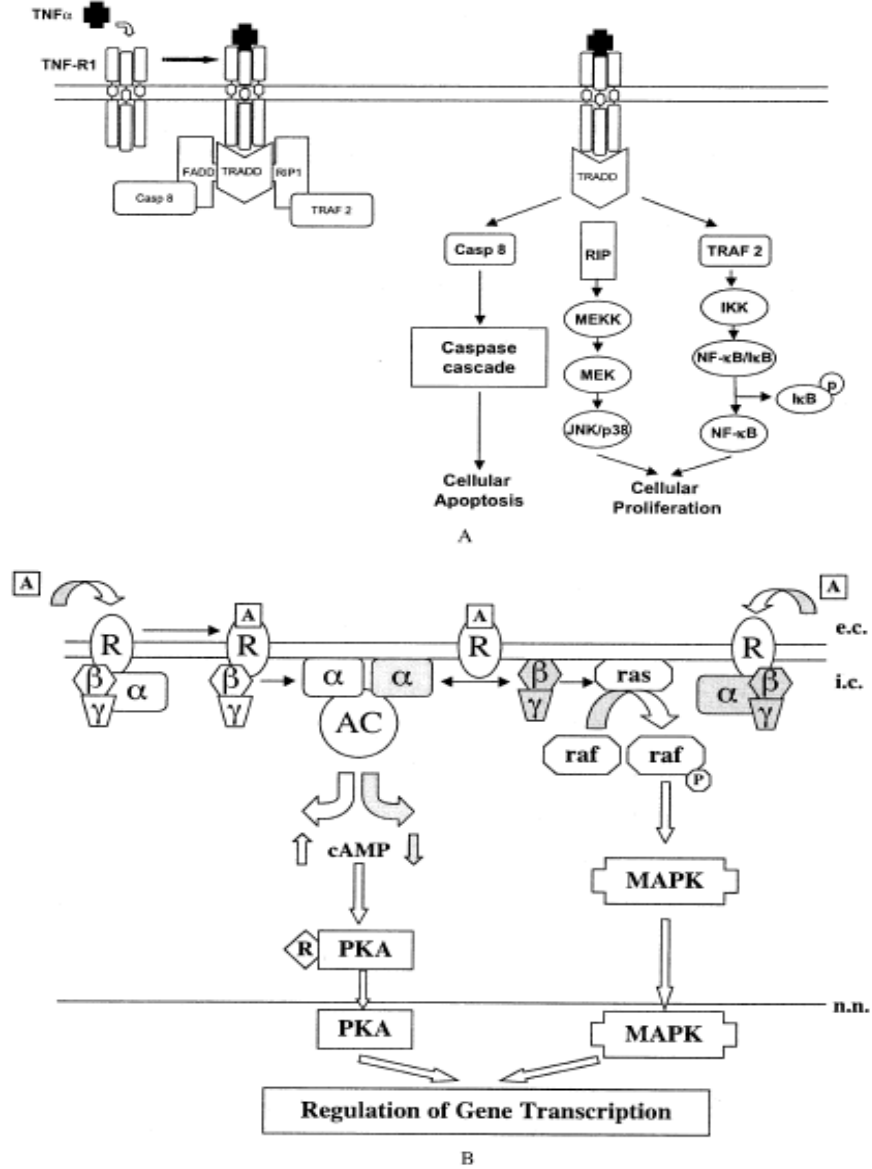 TNFα
TNF-R1
FADD
TRADD
RIP1
Casp 8
TRAF 2
TRADD
Casp 8
RIP
TRAF 2
MEKK
IKK
Caspase
cascade
MEK
NF-κB/IκB
P
IκB
JNK/p38
NF-κB
Cellular
Apoptosis
Cellular
Proliferation
A
A
A
A
A
R
R
R
R
e.c.
β
α
γ
β
γ
α
α
β
γ
ras
α
β
γ
i.c.
AC
raf
raf
P
cAMP
MAPK
R
PKA
n.n.
PKA
MAPK
Regulation of Gene Transcription
B